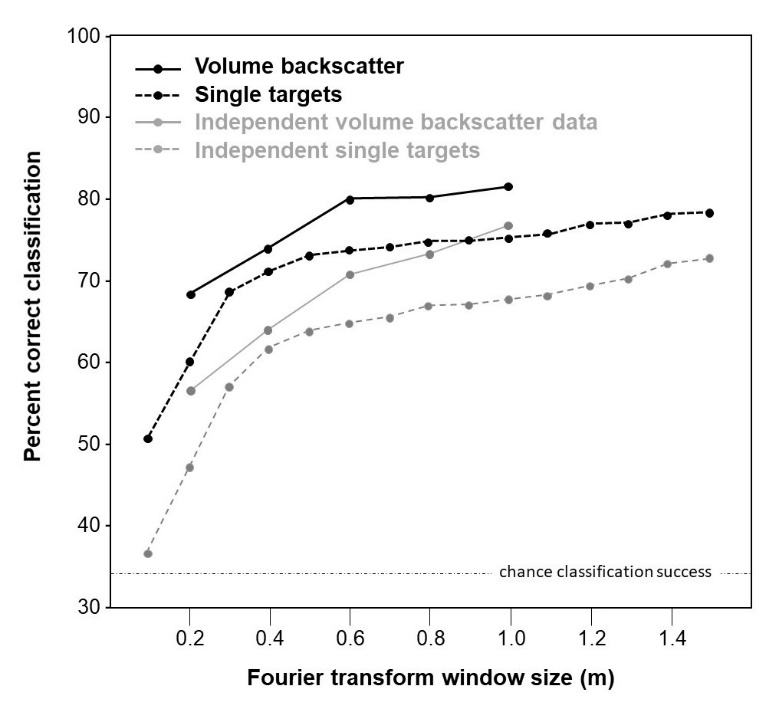 100
90
80
70
60
50
40
30
Percent correct classification
Volume backscatter
Single targets
Independent volume backscatter data
Independent single targets
chance classification success
0.2 0.4 0.6 0.8 1.0 1.2 1.4
Fourier transform window size (m)